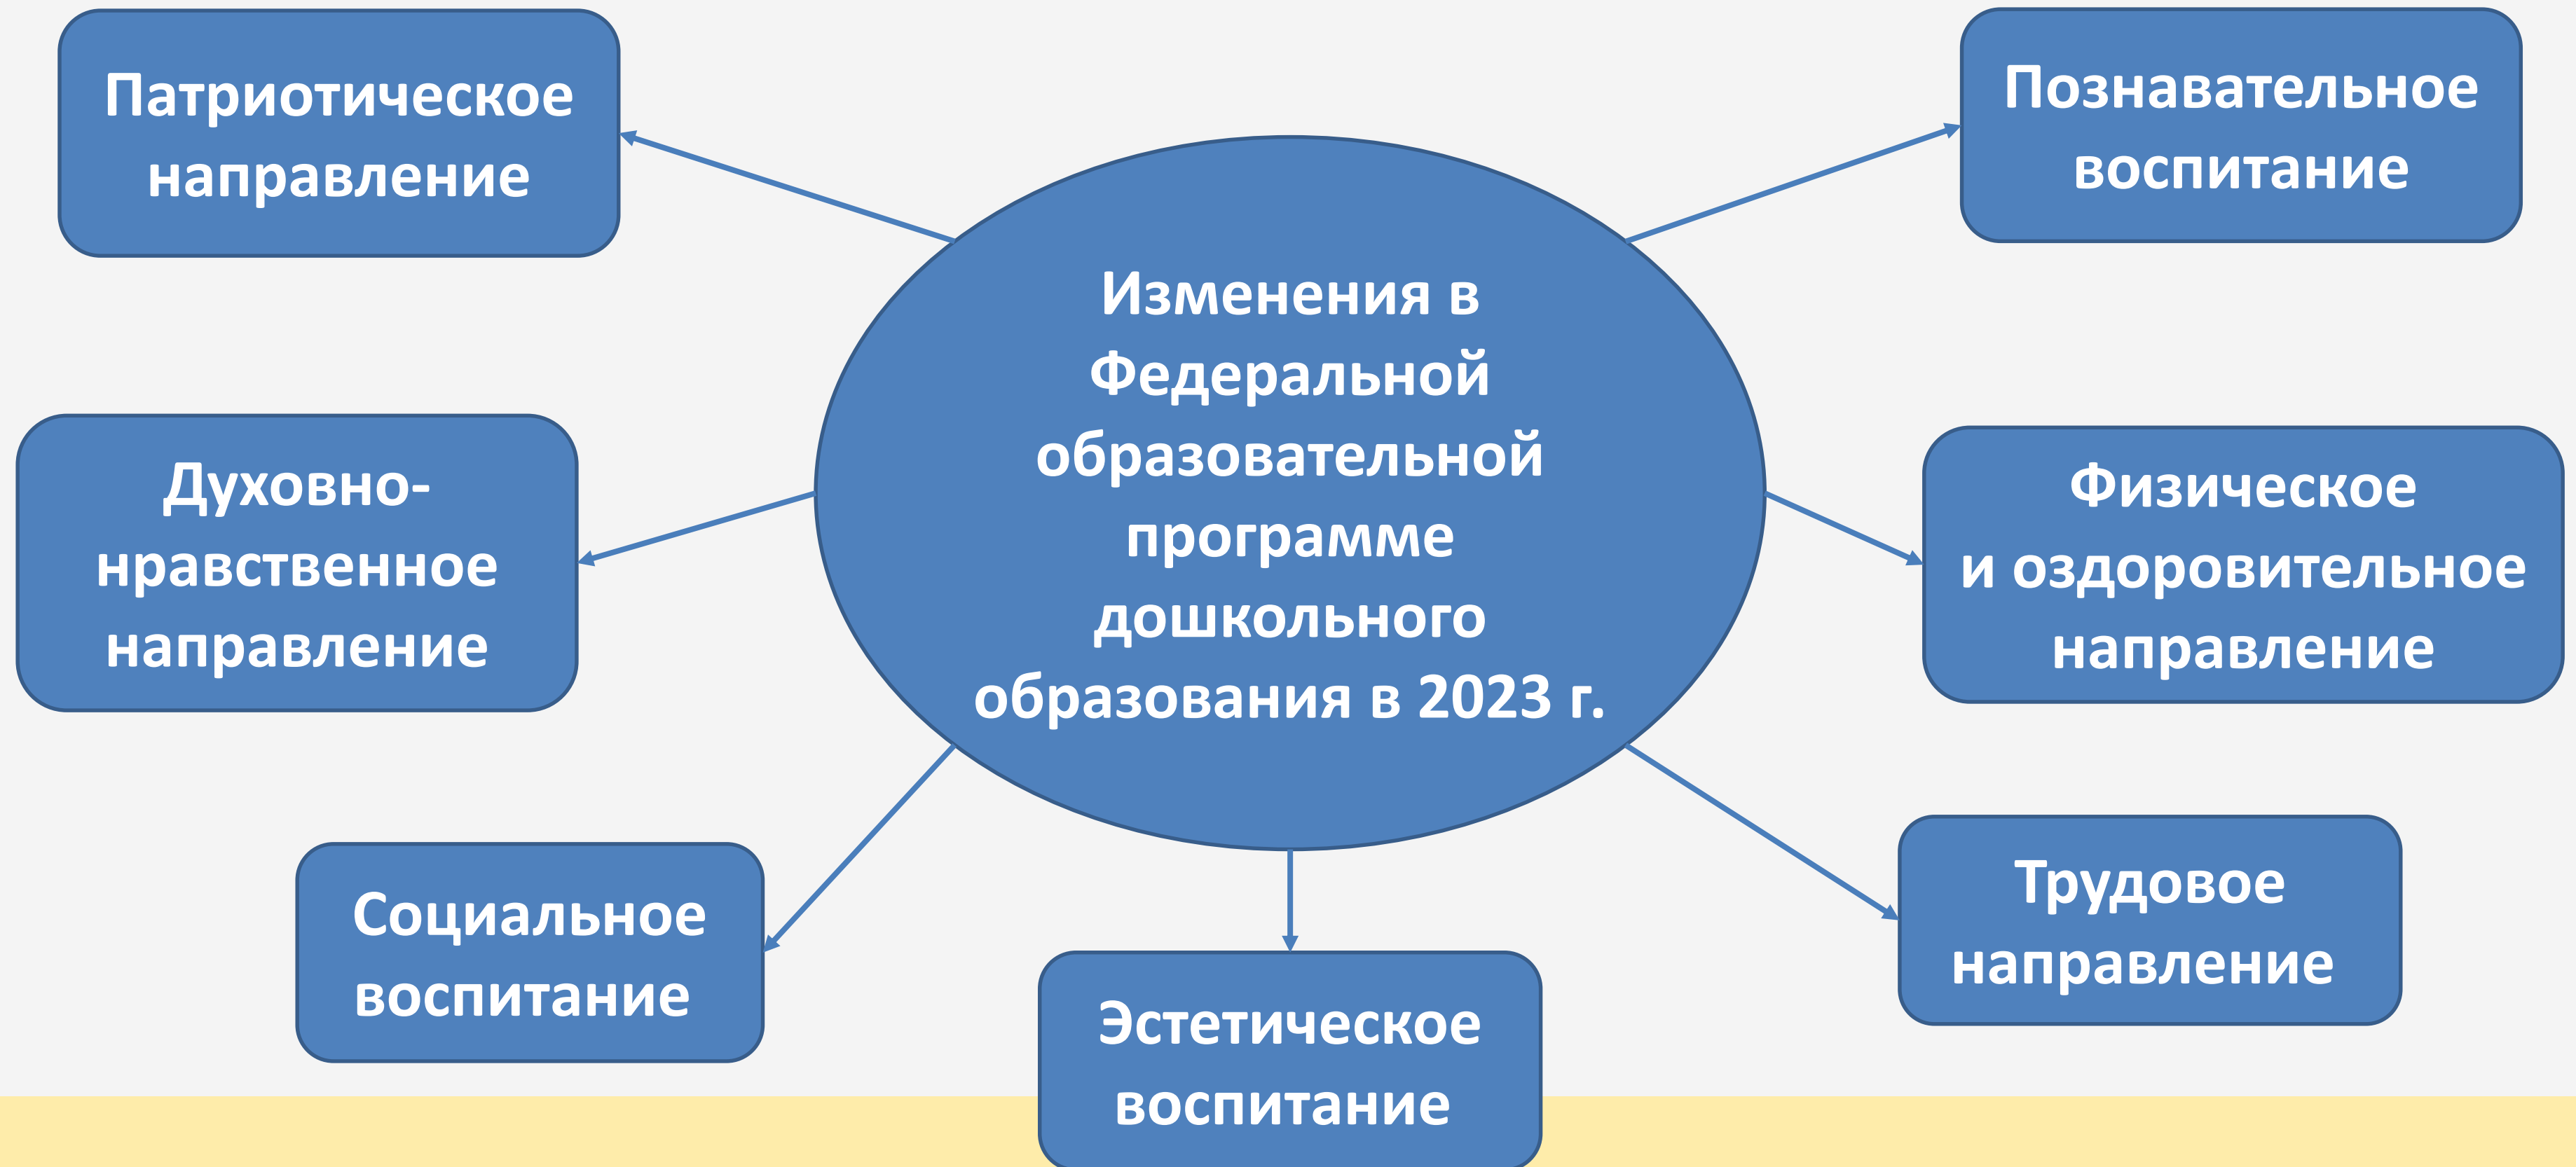 Патриотическое
направление
Познавательное
воспитание
Изменения в
Федеральной
образовательной
программе
дошкольного
образования в 2023 г.
Духовно-
нравственное
направление
Физическое
и оздоровительное
направление
Социальное
воспитание
Эстетическое
воспитание
Трудовое
направление